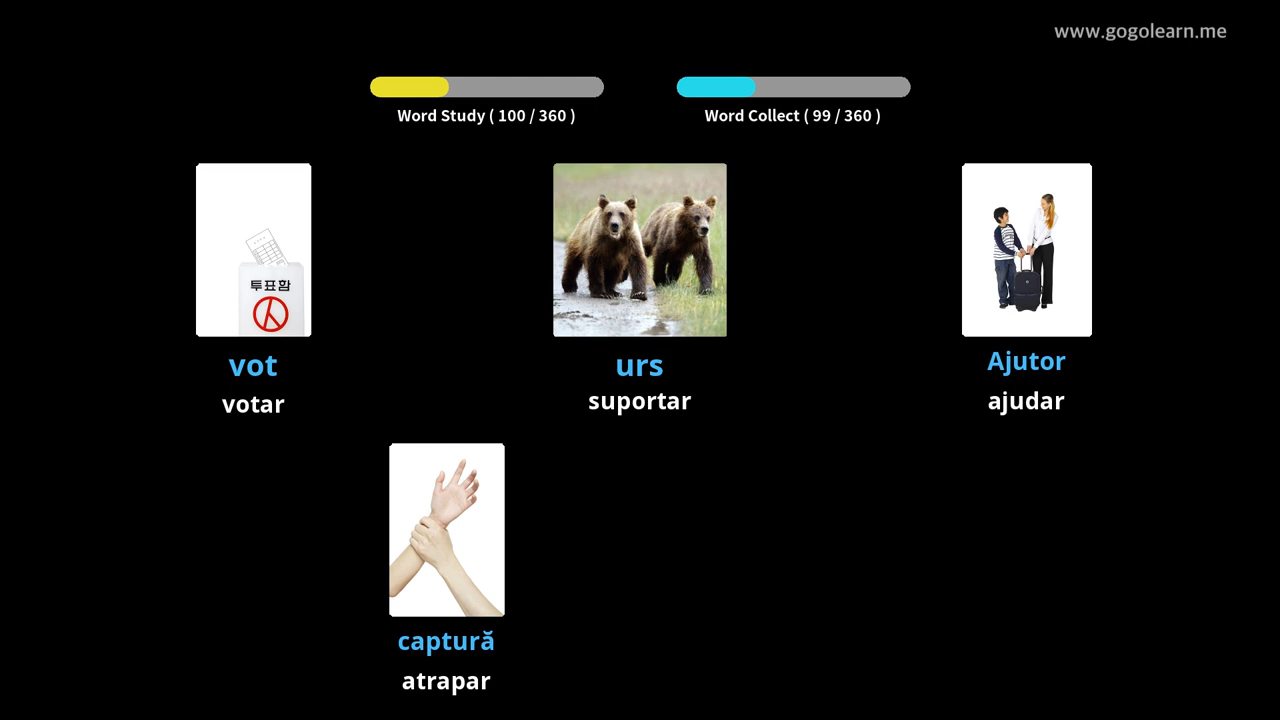 www.gogolearn.me
Word Study ( 100 / 360 )
Word Collect ( 99 / 360 )
투표함
vot
votar
urs
suportar
Ajutor
ajudar
captură
atrapar